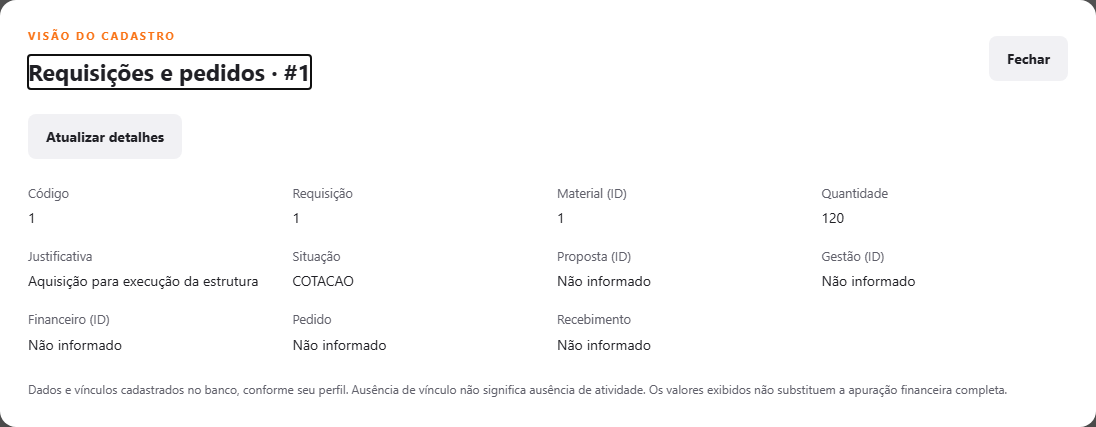 VISÃO DO CADASTRO
Requisições e pedidos · #1
Fechar
Atualizar detalhes
Código
1
Requisição
1
Material (ID)
1
Quantidade
120
Justificativa
Aquisição para execução da estrutura
Situação
COTACAO
Proposta (ID)
Não informado
Gestão (ID)
Não informado
Financeiro (ID)
Não informado
Pedido
Não informado
Recebimento
Não informado
Dados e vínculos cadastrados no banco, conforme seu perfil. Ausência de vínculo não significa ausência de atividade. Os valores exibidos não substituem a apuração financeira completa.